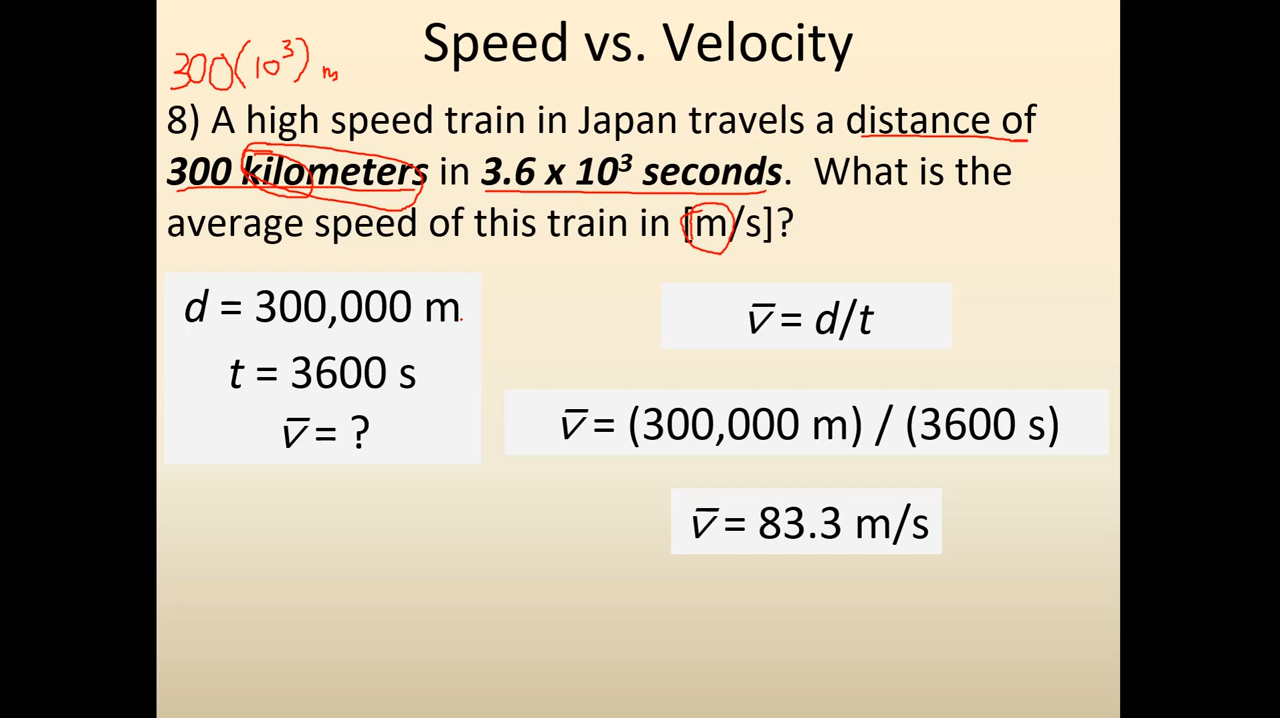 Speed vs. Velocity
300(10³) m
8) A high speed train in Japan travels a distance of
300 kilometers in 3.6 x 10³ seconds. What is the
average speed of this train in [m/s]?
d = 300,000 m
t = 3600 s
v̅ = ?
v̅ = d/t
v̅ = (300,000 m) / (3600 s)
v̅ = 83.3 m/s